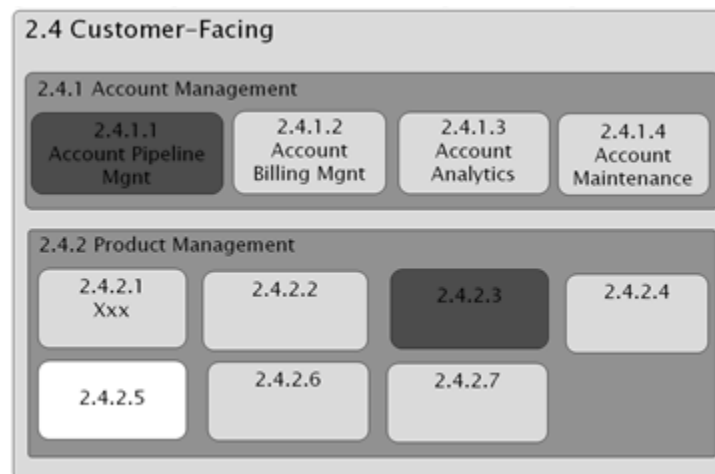 2.4 Customer-Facing
2.4.1 Account Management
2.4.1.1
Account Pipeline
Mgnt
2.4.1.2
Account
Billing Mgnt
2.4.1.3
Account
Analytics
2.4.1.4
Account
Maintenance
2.4.2 Product Management
2.4.2.1
Xxx
2.4.2.2
2.4.2.3
2.4.2.4
2.4.2.5
2.4.2.6
2.4.2.7